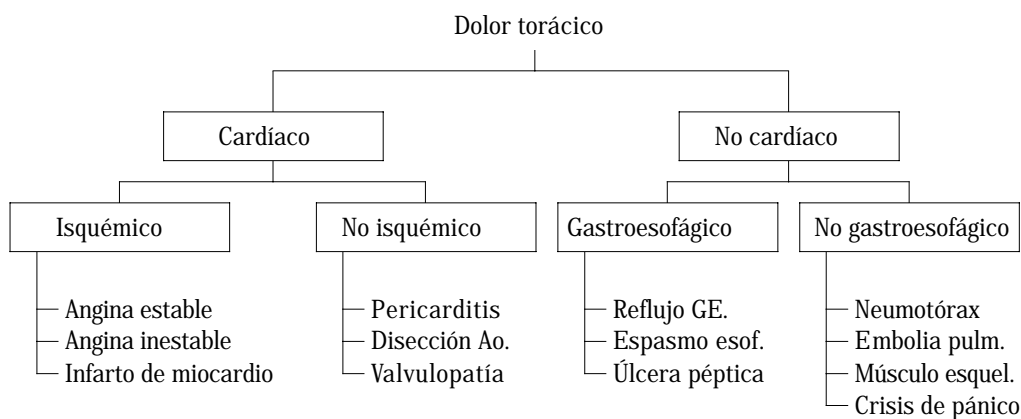 Dolor torácico
Cardíaco
No cardíaco
Isquémico
No isquémico
Gastroesofágico
No gastroesofágico
Angina estable
Angina inestable
Infarto de miocardio
Pericarditis
Disección Ao.
Valvulopatía
Reflujo GE.
Espasmo esof.
Úlcera péptica
Neumotórax
Embolia pulm.
Músculo esquel.
Crisis de pánico